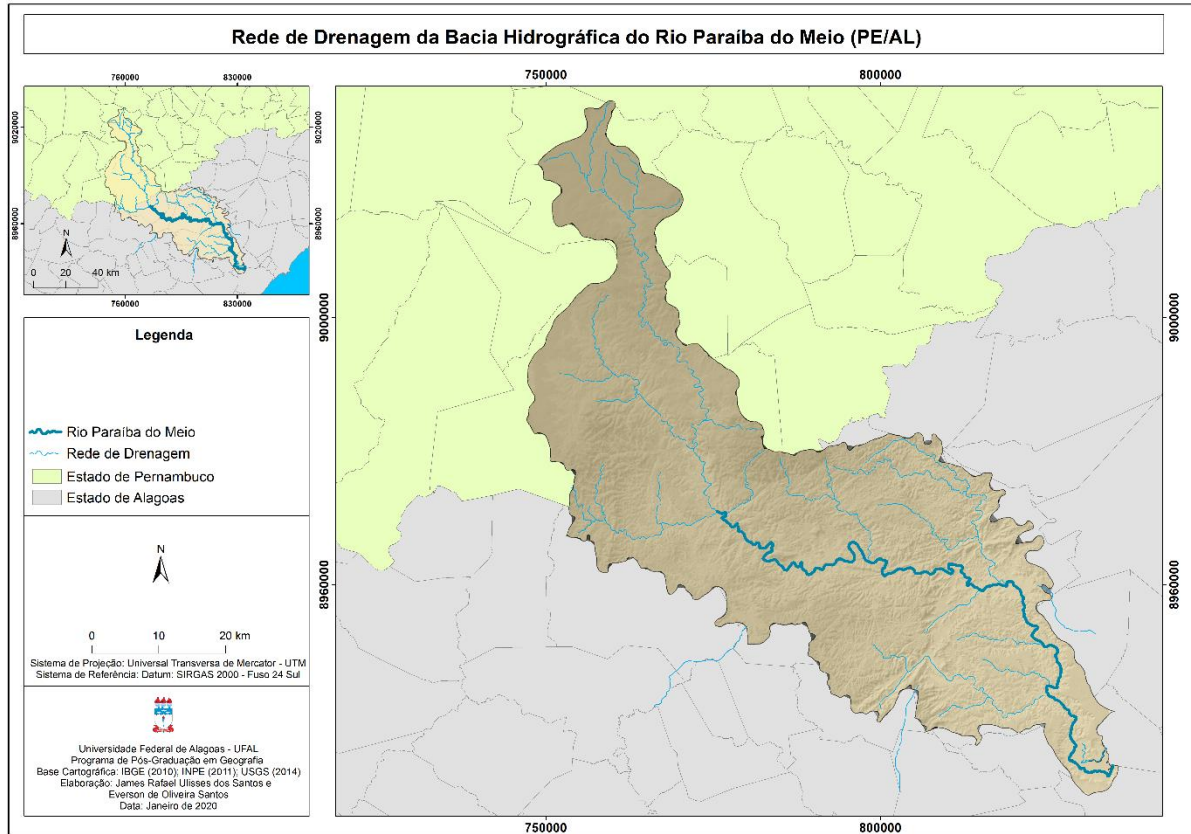 Rede de Drenagem da Bacia Hidrográfica do Rio Paraíba do Meio (PE/AL)
760000 830000
9020000 9020000
8960000 8960000
N
0 20 40 km
760000 830000
750000 800000
9000000 9000000
8960000 8960000
750000 800000
Legenda
Rio Paraíba do Meio
Rede de Drenagem
Estado de Pernambuco
Estado de Alagoas
N
0 10 20 km
Sistema de Projeção: Universal Transversa de Mercator - UTM
Sistema de Referência: Datum: SIRGAS 2000 - Fuso 24 Sul
Universidade Federal de Alagoas - UFAL
Programa de Pós-Graduação em Geografia
Base Cartográfica: IBGE (2010); INPE (2011); USGS (2014)
Elaboração: James Rafael Ulisses dos Santos e
Everson de Oliveira Santos
Data: Janeiro de 2020